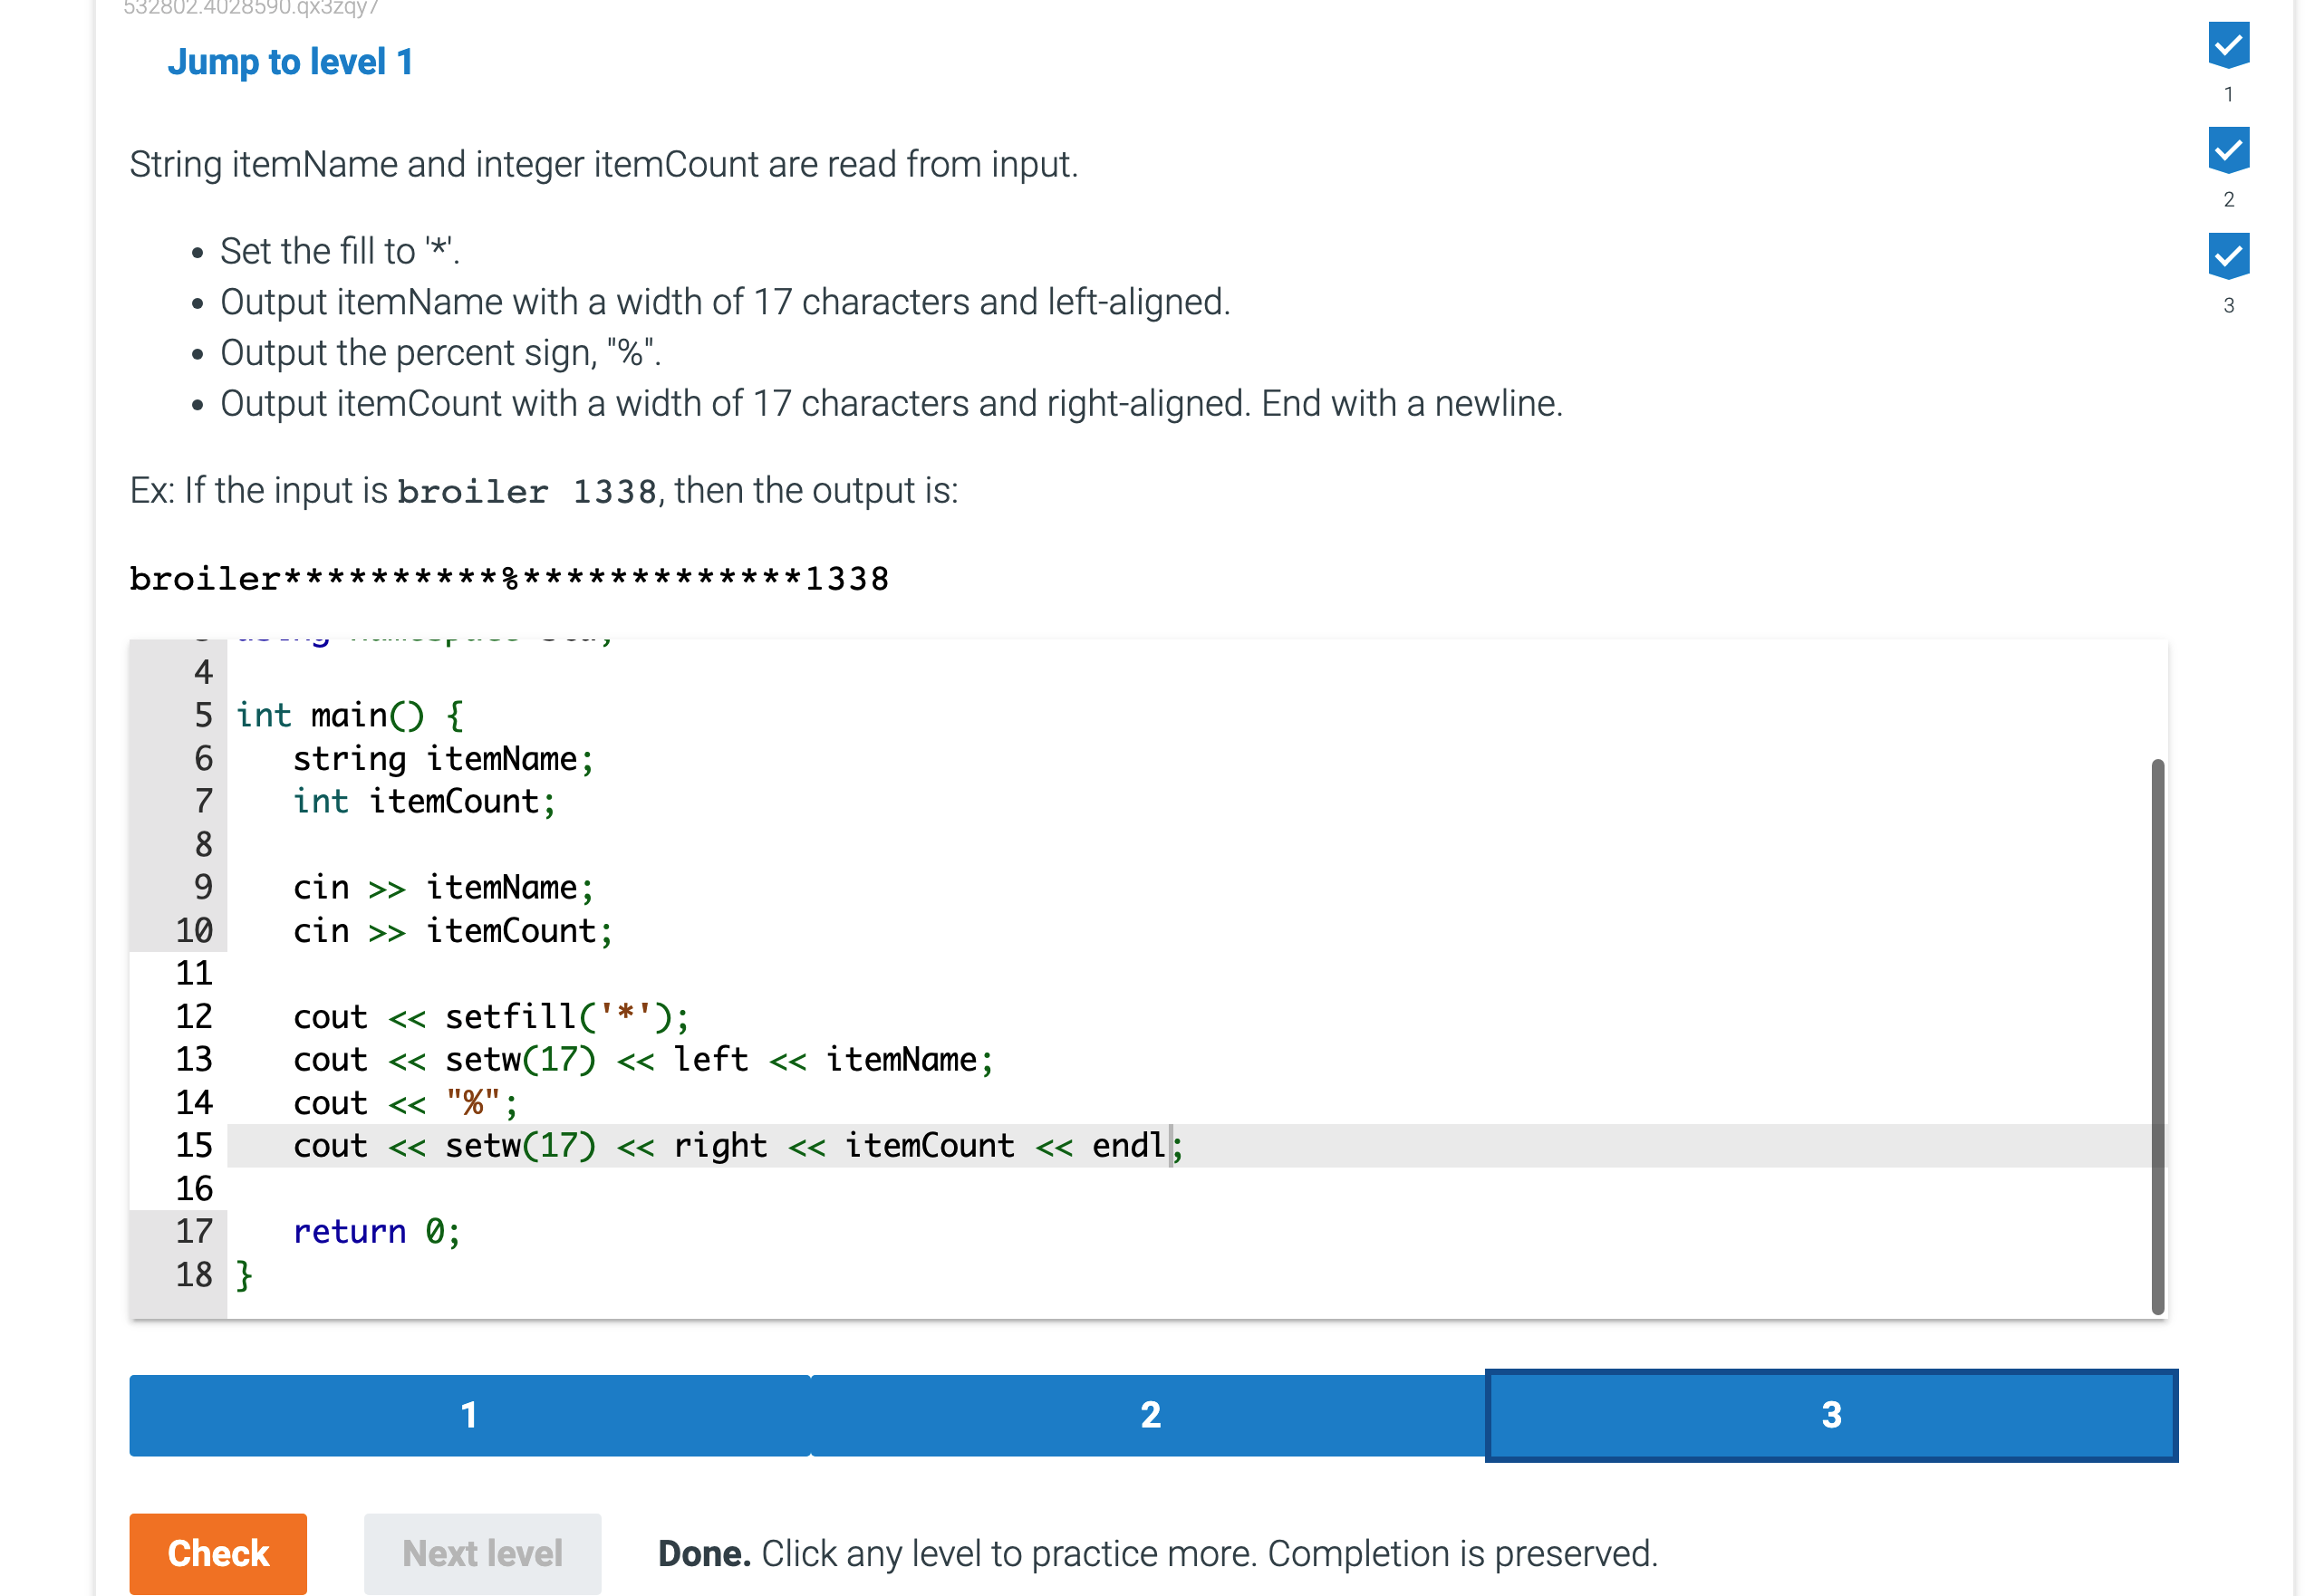 532802.4028590.qx3zqy7
Jump to level 1
1
2
3
String itemName and integer itemCount are read from input.
• Set the fill to '*'.
• Output itemName with a width of 17 characters and left-aligned.
• Output the percent sign, "%".
• Output itemCount with a width of 17 characters and right-aligned. End with a newline.
Ex: If the input is broiler 1338, then the output is:
broiler**********%*************1338
4
5 int main() {
6    string itemName;
7    int itemCount;
8
9    cin >> itemName;
10    cin >> itemCount;
11
12    cout << setfill('*');
13    cout << setw(17) << left << itemName;
14    cout << "%";
15    cout << setw(17) << right << itemCount << endl;
16
17    return 0;
18 }
1 2 3
Check Next level Done. Click any level to practice more. Completion is preserved.